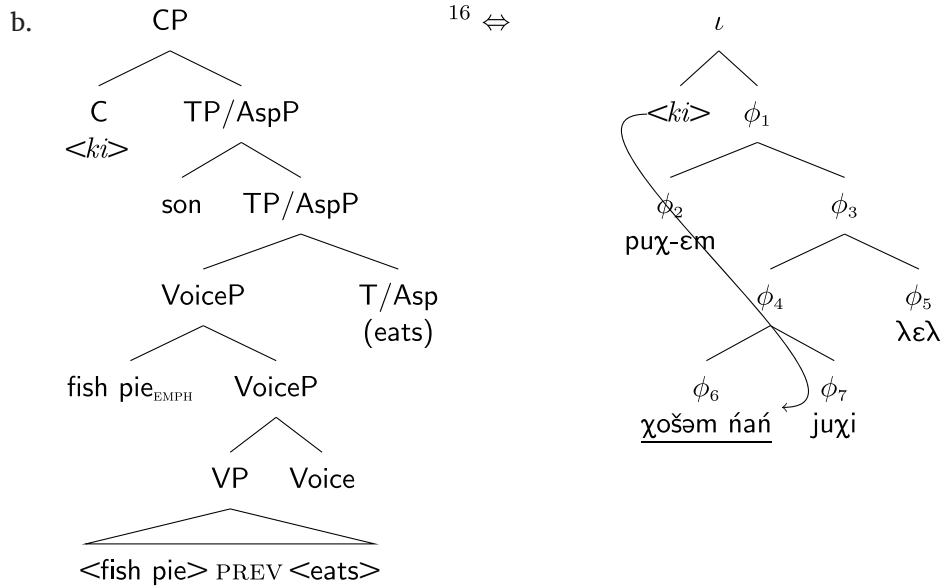 b. CP ¹⁶ ⇔ ι
C TP/AspP <ki> ϕ₁
<ki>
son TP/AspP ϕ₂ ϕ₃
puχ-ɛm
VoiceP T/Asp ϕ₄ ϕ₅
(eats) λɛλ
fish pie_EMPH VoiceP ϕ₆ ϕ₇
χošəm ńań juχi
VP Voice
<fish pie> PREV <eats>